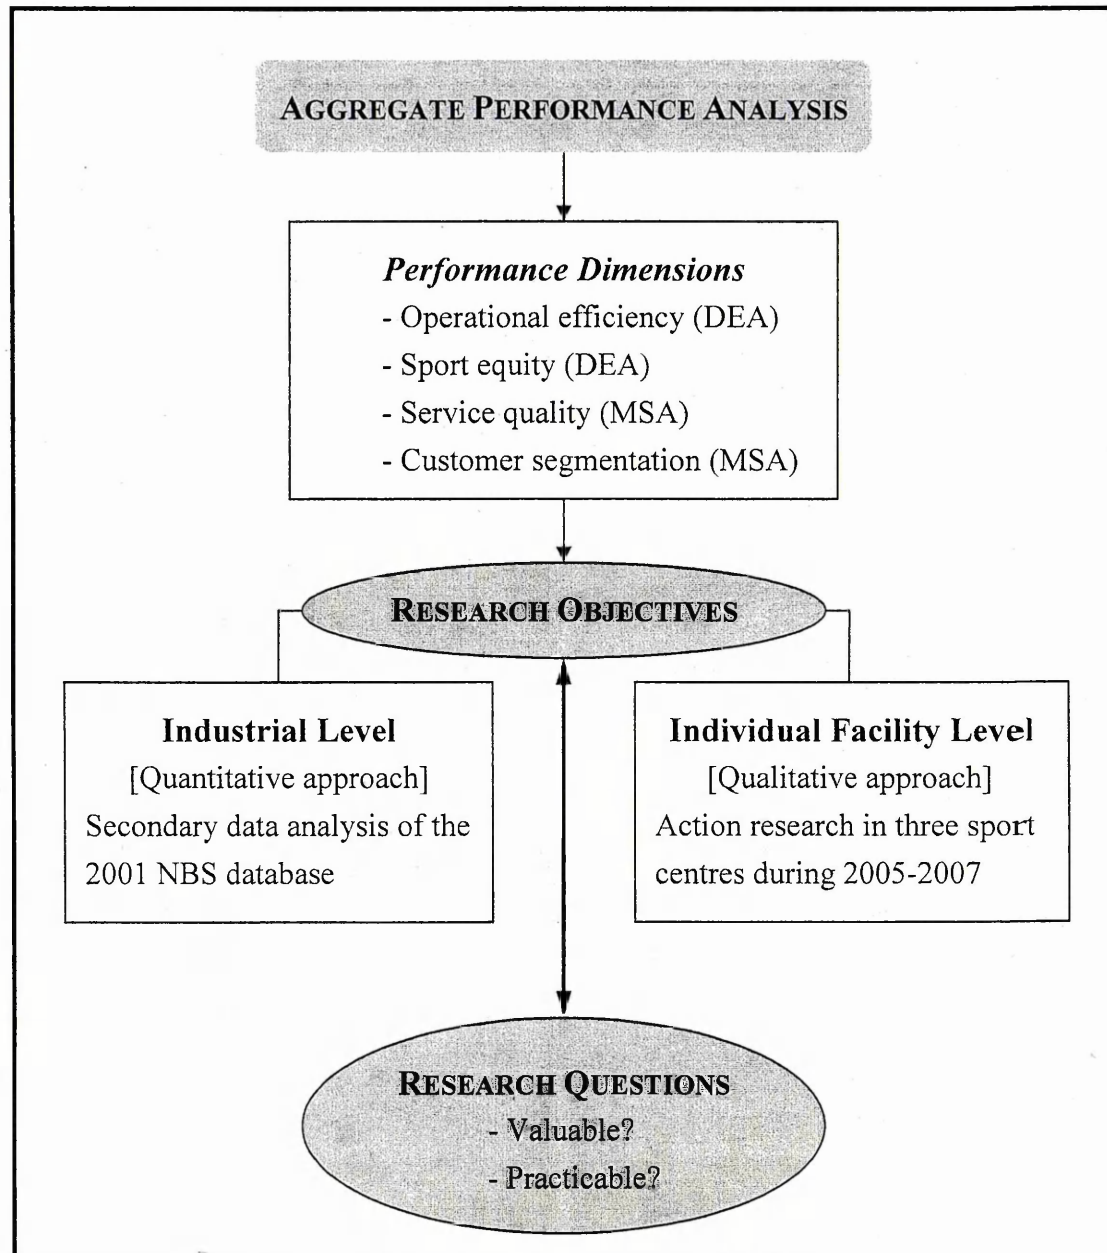 AGGREGATE PERFORMANCE ANALYSIS
Performance Dimensions
- Operational efficiency (DEA)
- Sport equity (DEA)
- Service quality (MSA)
- Customer segmentation (MSA)
RESEARCH OBJECTIVES
Industrial Level
[Quantitative approach]
Secondary data analysis of the
2001 NBS database
Individual Facility Level
[Qualitative approach]
Action research in three sport
centres during 2005-2007
RESEARCH QUESTIONS
- Valuable?
- Practicable?